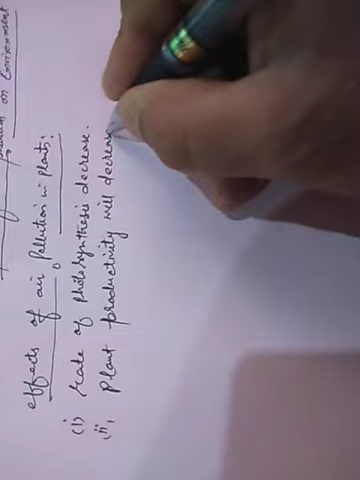 on Environment
effects of air Pollution in Plants:
(i) Rate of photosynthesis decrease.
(ii) Plant productivity will decreas